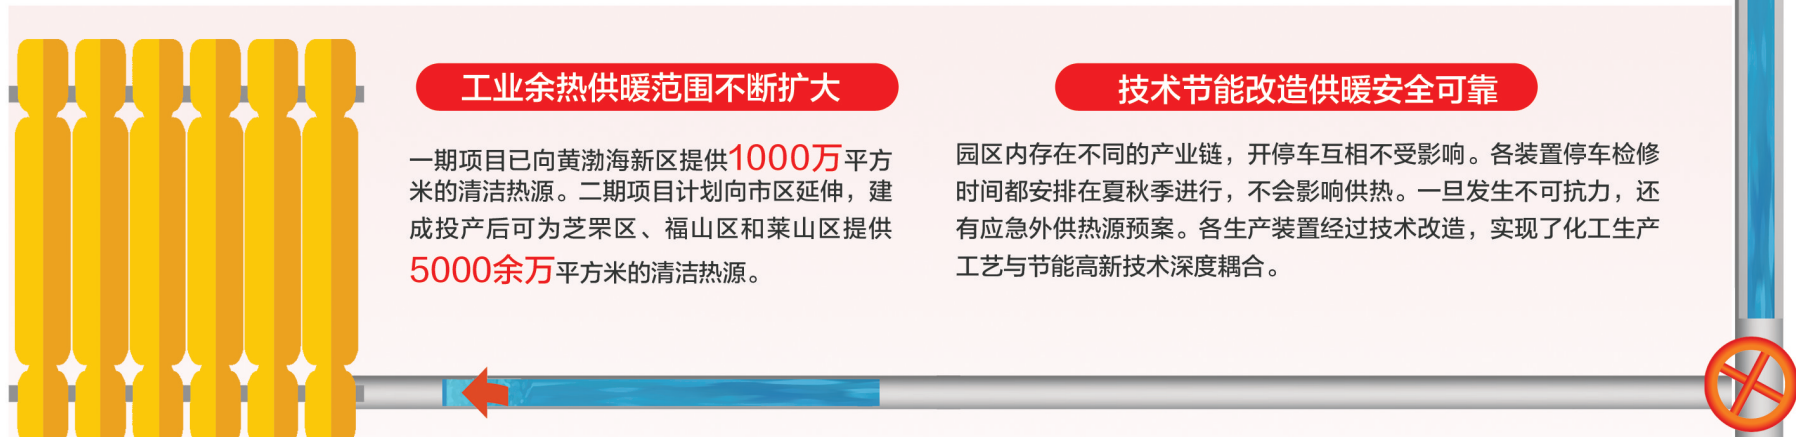 工业余热供暖范围不断扩大
一期项目已向黄渤海新区提供1000万平方
米的清洁热源。二期项目计划向市区延伸，建
成投产后可为芝罘区、福山区和莱山区提供
5000余万平方米的清洁热源。
技术节能改造供暖安全可靠
园区内存在不同的产业链，开停车互相不受影响。各装置停车检修
时间都安排在夏秋季进行，不会影响供热。一旦发生不可抗力，还
有应急外供热源预案。各生产装置经过技术改造，实现了化工生产
工艺与节能高新技术深度耦合。